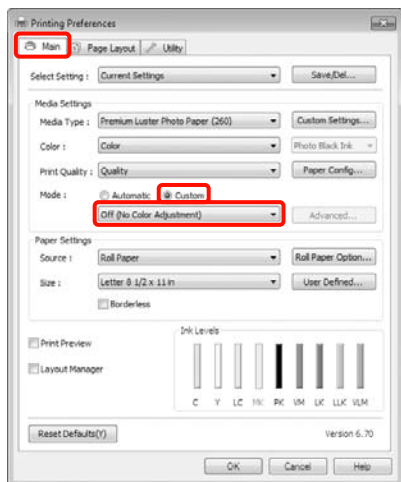 Printing Preferences
Main Page Layout Utility
Select Setting : Current Settings Save/Del...
Media Settings
Media Type : Premium Luster Photo Paper (260) Custom Settings...
Color : Color Photo Black Ink
Print Quality : Quality Paper Config...
Mode : Automatic Custom
Off (No Color Adjustment) Advanced...
Paper Settings
Source : Roll Paper Roll Paper Option...
Size : Letter 8 1/2 x 11 in User Defined...
Borderless
Ink Levels
Print Preview
Layout Manager
C Y LC MK PK VM LK LLK VLM
Reset Defaults(Y) Version 6.70
OK Cancel Help